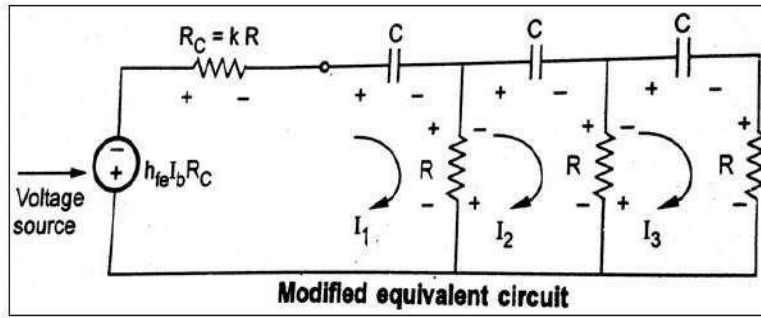 R_C = k R
C
C
C
+ -
+ -
+ -
+ -
-
+
h_fe I_b R_C
Voltage
source
+
-
R
-
+
I_1
+
-
R
-
+
I_2
+
R
-
I_3
Modified equivalent circuit